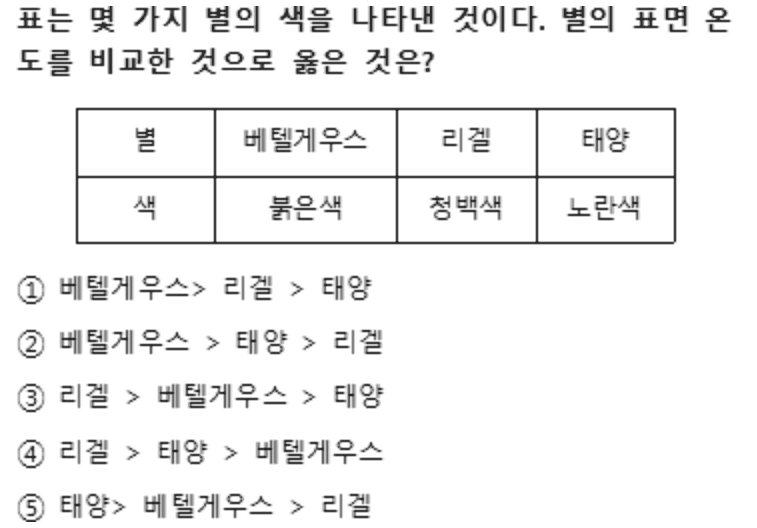 표는 몇 가지 별의 색을 나타낸 것이다. 별의 표면 온
도를 비교한 것으로 옳은 것은?
별 베텔게우스 리겔 태양
색 붉은색 청백색 노란색
① 베텔게우스> 리겔 > 태양
② 베텔게우스 > 태양 > 리겔
③ 리겔 > 베텔게우스 > 태양
④ 리겔 > 태양 > 베텔게우스
⑤ 태양> 베텔게우스 > 리겔